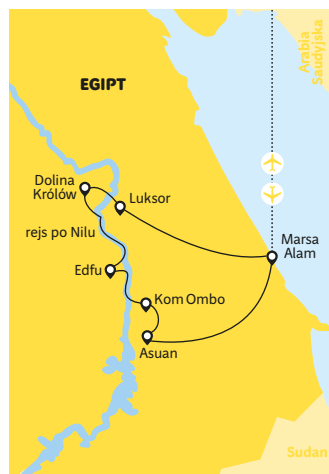 Arabia
Saudyjska
EGIPT
Dolina
Królów
Luksor
rejs po Nilu
Marsa
Alam
Edfu
Kom Ombo
Asuan
Sudan